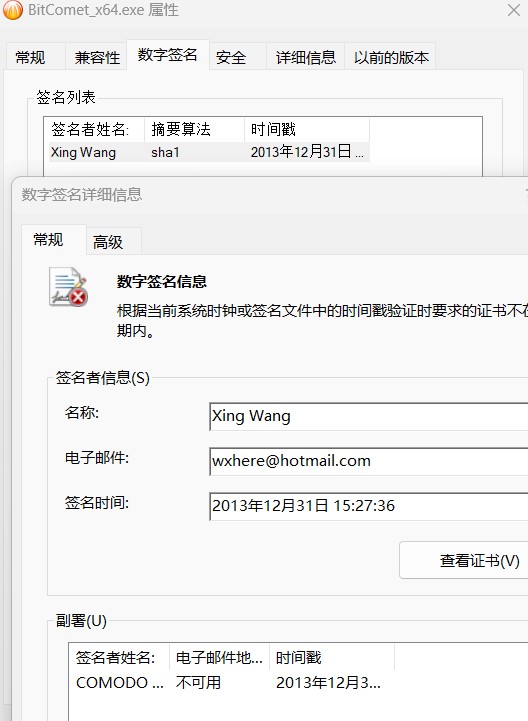 BitComet_x64.exe 属性
常规 兼容性 数字签名 安全 详细信息 以前的版本
签名列表
签名者姓名: 摘要算法 时间戳
Xing Wang sha1 2013年12月31日 ...
数字签名详细信息
常规 高级
数字签名信息
根据当前系统时钟或签名文件中的时间戳验证时要求的证书不在
期内。
签名者信息(S)
名称: Xing Wang
电子邮件: wxhere@hotmail.com
签名时间: 2013年12月31日 15:27:36
查看证书(V)
副署(U)
签名者姓名: 电子邮件地... 时间戳
COMODO ... 不可用 2013年12月3...